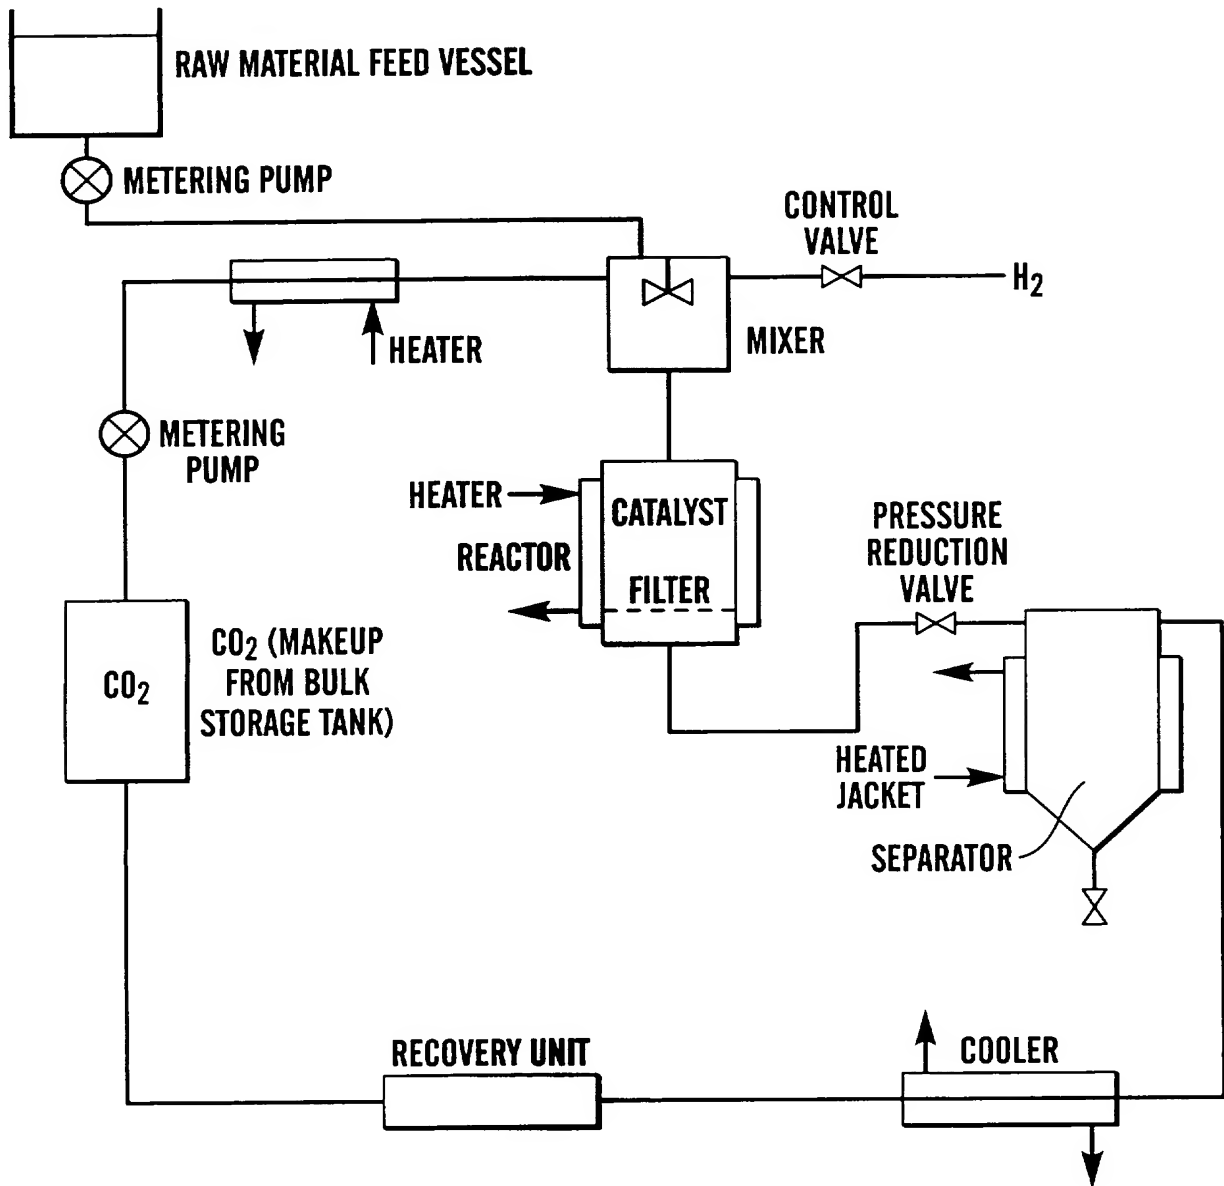 RAW MATERIAL FEED VESSEL
METERING PUMP
CONTROL
VALVE
H2
HEATER
MIXER
METERING
PUMP
HEATER
CATALYST
REACTOR
FILTER
PRESSURE
REDUCTION
VALVE
CO2
CO2 (MAKEUP
FROM BULK
STORAGE TANK)
HEATED
JACKET
SEPARATOR
RECOVERY UNIT
COOLER